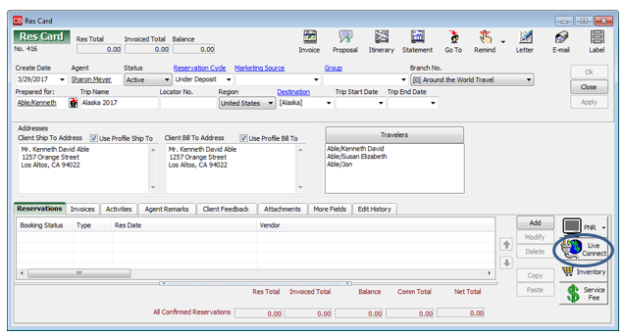 Res Card
Res Card Res Total Invoiced Total Balance
No. 416 0.00 0.00 0.00
Invoice Proposal Itinerary Statement Go To Remind Letter E-mail Label
Create Date Agent Status Reservation Cycle Marketing Source Group Branch No.
3/29/2017 Sharon Meyer Active Under Deposit [0] Around the World Travel
Ok
Prepared for: Trip Name Locator No. Region Destination Trip Start Date Trip End Date
Close
Able/Kenneth Alaska 2017 United States [Alaska]
Apply
Addresses
Client Ship To Address Use Profile Ship To Client Bill To Address Use Profile Bill To Travelers
Mr. Kenneth David Able Mr. Kenneth David Able Able/Kenneth David
1257 Orange Street 1257 Orange Street Able/Susan Elizabeth
Los Altos, CA 94022 Los Altos, CA 94022 Able/Jon
Reservations Invoices Activities Agent Remarks Client Feedback Attachments More Fields Edit History
Booking Status Type Res Date Vendor
Add
Modify
Delete
Copy
Paste
PNR
Live
Connect
Inventory
Service
Fee
Res Total Invoiced Total Balance Comm Total Net Total
All Confirmed Reservations 0.00 0.00 0.00 0.00 0.00